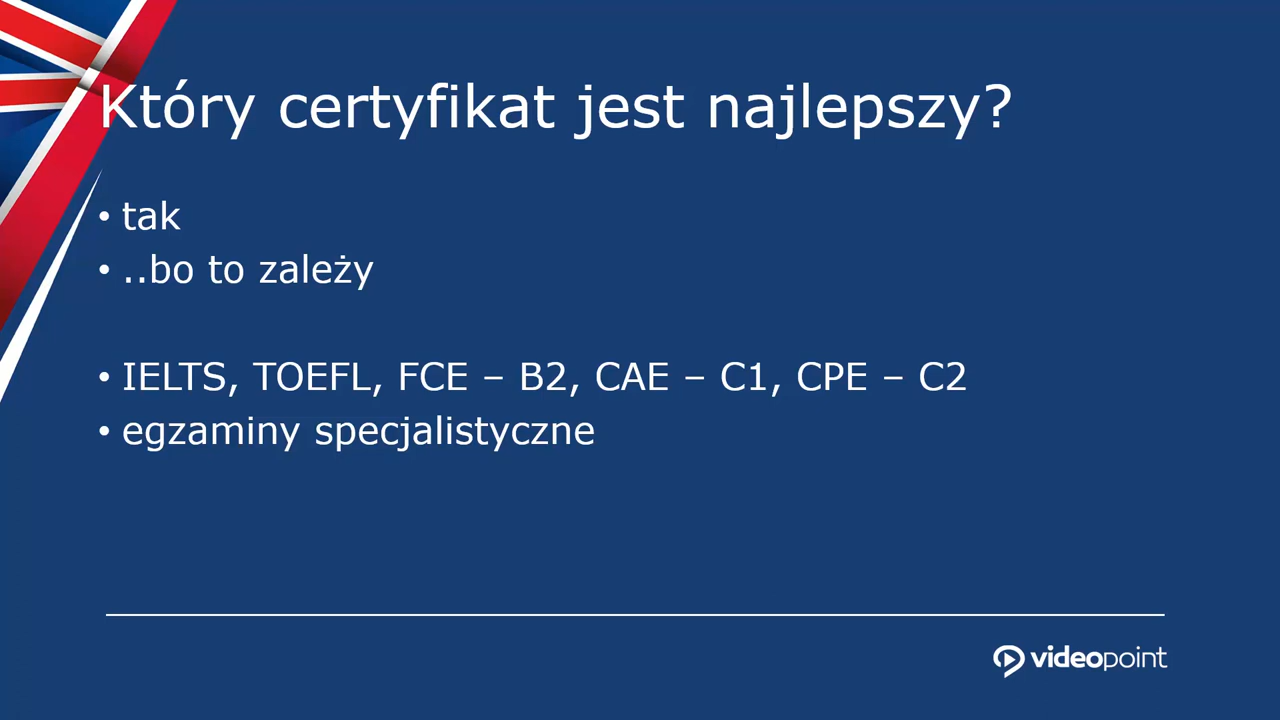 Który certyfikat jest najlepszy?
• tak
• ..bo to zależy
• IELTS, TOEFL, FCE – B2, CAE – C1, CPE – C2
• egzaminy specjalistyczne
videopoint